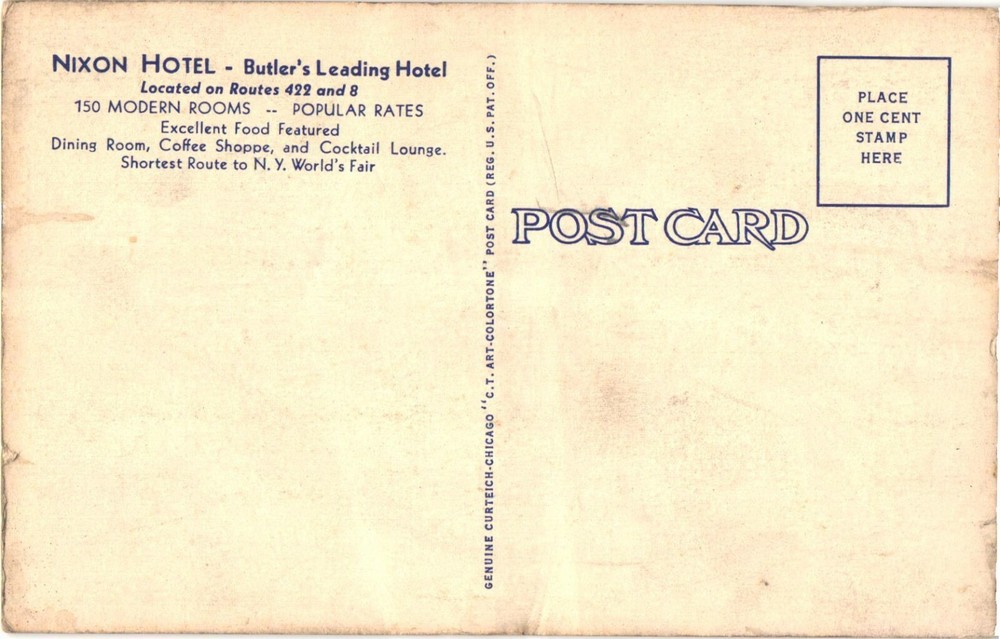 NIXON HOTEL - Butler's Leading Hotel
Located on Routes 422 and 8
150 MODERN ROOMS -- POPULAR RATES
Excellent Food Featured
Dining Room, Coffee Shoppe, and Cocktail Lounge.
Shortest Route to N. Y. World's Fair
GENUINE CURTEICH-CHICAGO "C.T. ART-COLORTONE" POST CARD (REG. U.S. PAT. OFF.)
PLACE
ONE CENT
STAMP
HERE
POST CARD